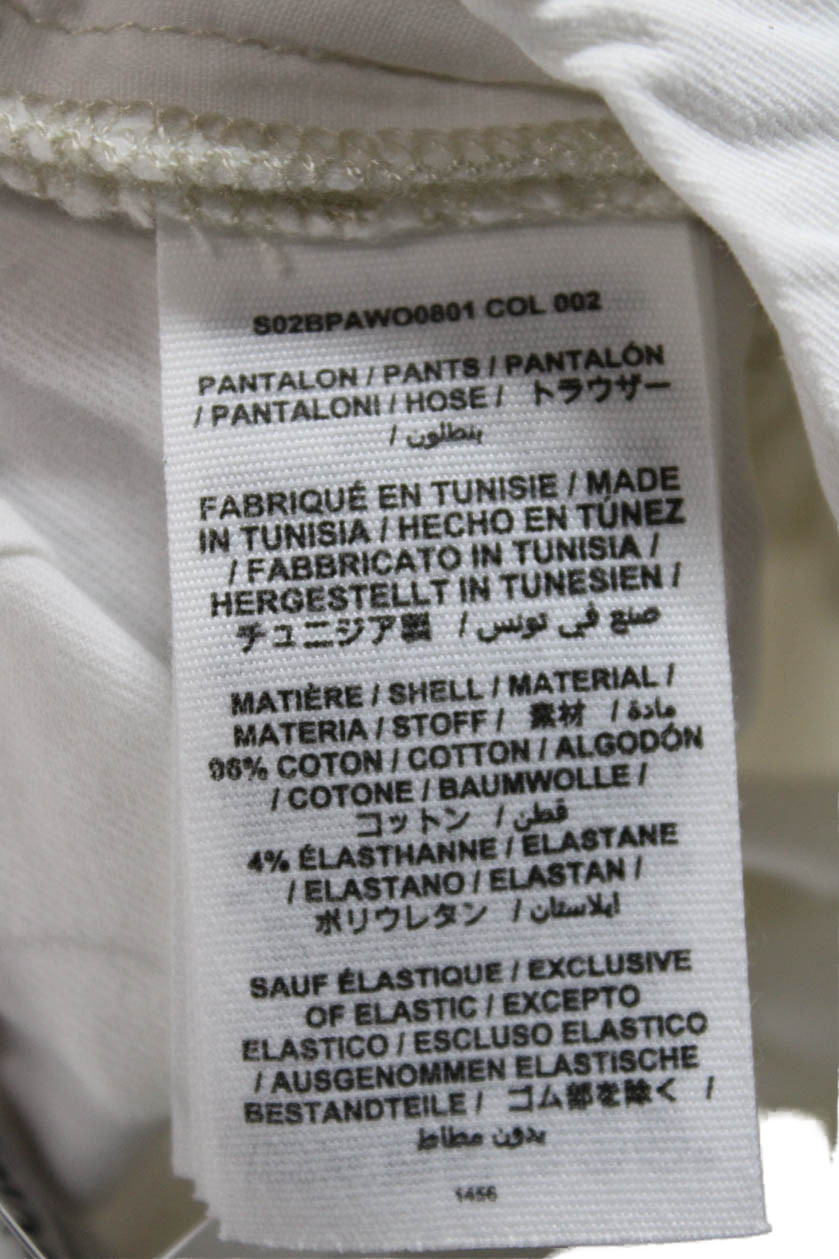 S02BPAWO0801 COL 002
PANTALON / PANTS / PANTALÓN
/ PANTALONI / HOSE / トラウザー
/ بنطلون
FABRIQUÉ EN TUNISIE / MADE
IN TUNISIA / HECHO EN TÚNEZ
/ FABBRICATO IN TUNISIA /
HERGESTELLT IN TUNESIEN /
チュニジア製 / صنع في تونس
MATIÈRE / SHELL / MATERIAL /
MATERIA / STOFF / 素材 / مادة
96% COTON / COTTON / ALGODÓN
/ COTONE / BAUMWOLLE /
コットン / قطن
4% ÉLASTHANNE / ELASTANE
/ ELASTANO / ELASTAN /
ポリウレタン / ايلاستان
SAUF ÉLASTIQUE / EXCLUSIVE
OF ELASTIC / EXCEPTO
ELASTICO / ESCLUSO ELASTICO
/ AUSGENOMMEN ELASTISCHE
BESTANDTEILE / ゴム部を除く /
بدون مطاط
1456